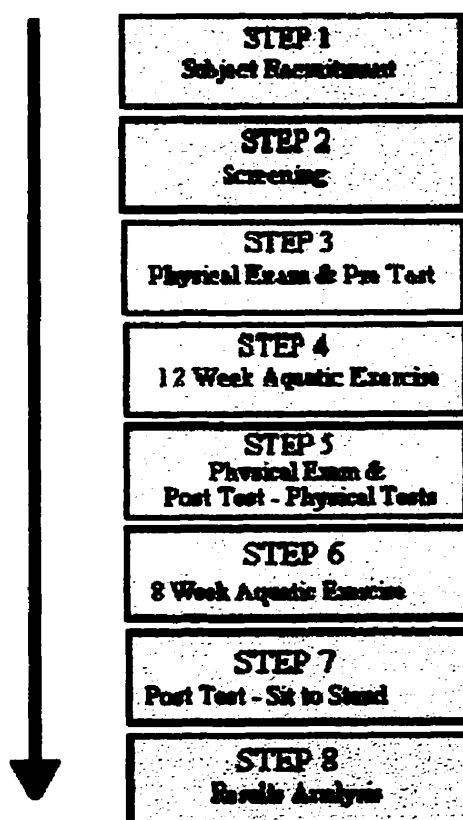 STEP 1
Subject Recruitment
STEP 2
Screening
STEP 3
Physical Exam & Pre Test
STEP 4
12 Week Aquatic Exercise
STEP 5
Physical Exam &
Post Test - Physical Tests
STEP 6
8 Week Aquatic Exercise
STEP 7
Post Test - Sit to Stand
STEP 8
Results Analysis